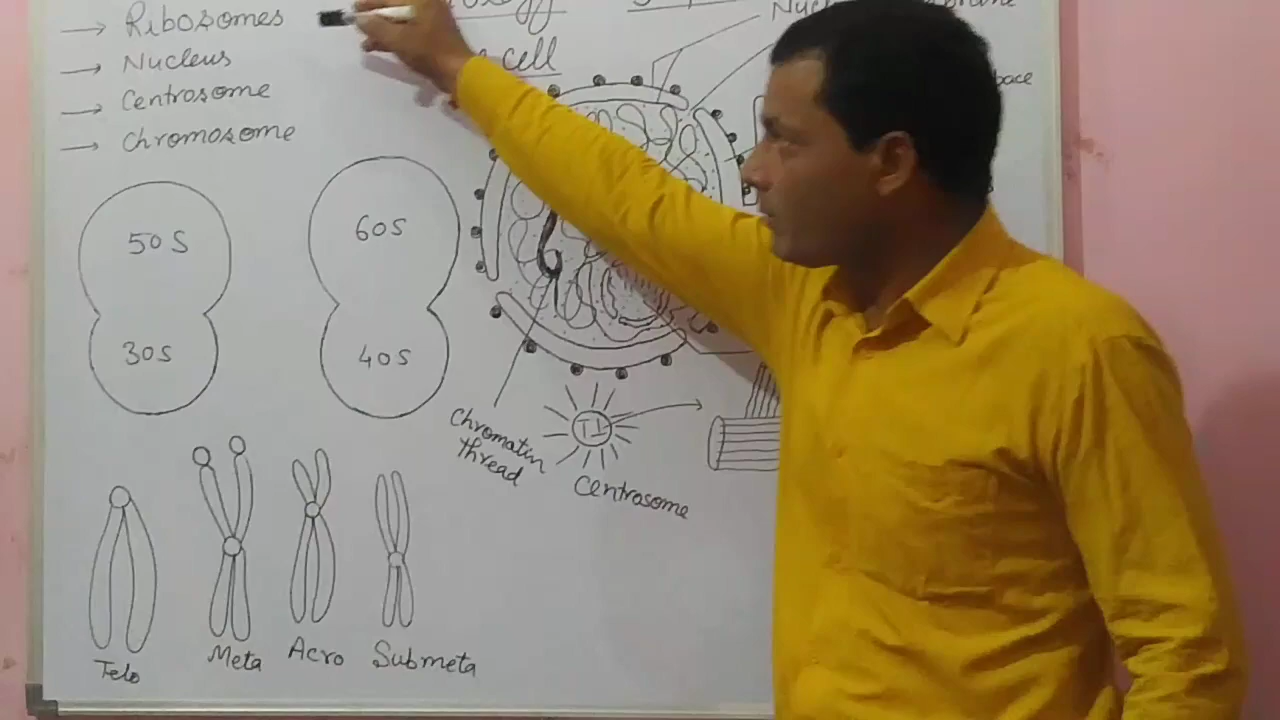 → Ribosomes
→ Nucleus
→ Centrosome
→ Chromosome
cell
50S
30S
60S
40S
Chromatin
thread
Centrosome
Telo
Meta
Acro
Submeta